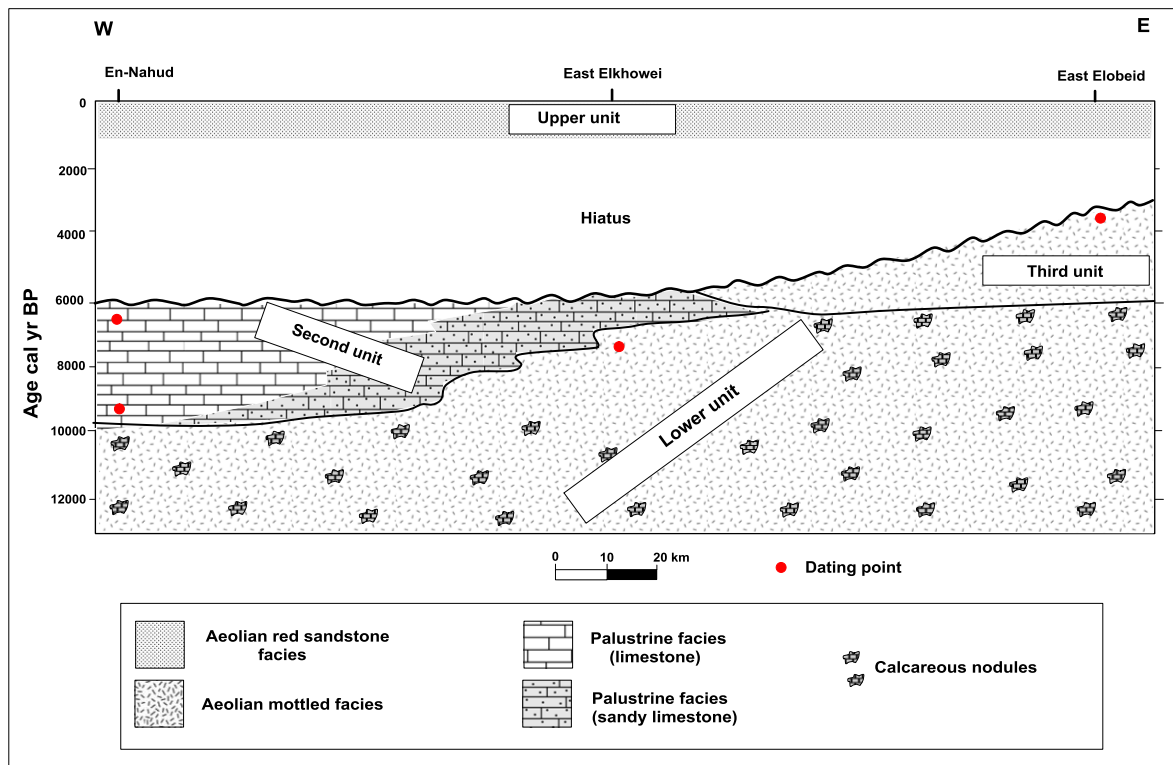 W
E
En-Nahud
East Elkhowei
East Elobeid
0
Upper unit
2000
Hiatus
4000
Third unit
6000
Second unit
8000
Lower unit
10000
12000
Age cal yr BP
0 10 20 km
Dating point
Aeolian red sandstone
facies
Palustrine facies
(limestone)
Calcareous nodules
Aeolian mottled facies
Palustrine facies
(sandy limestone)